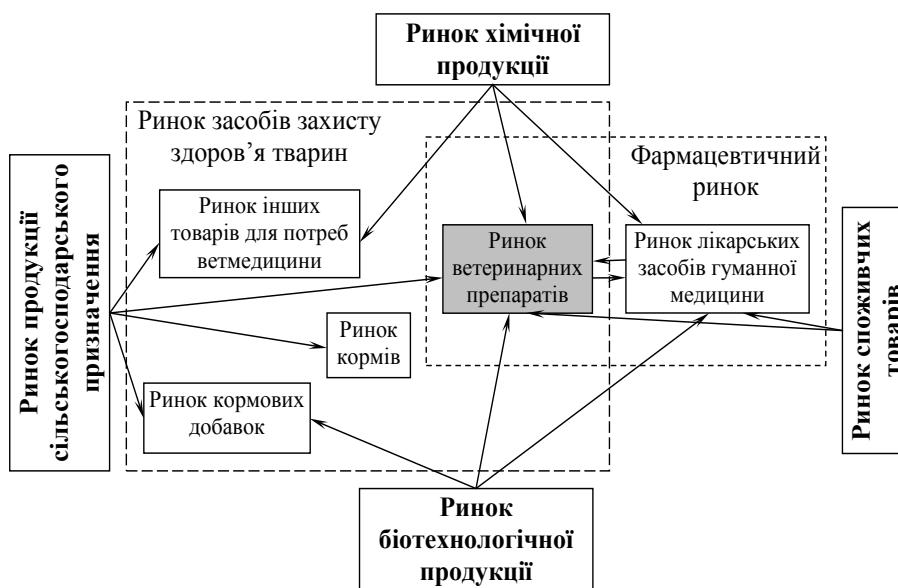 Ринок хімічної
продукції
Ринок засобів захисту
здоров’я тварин
Фармацевтичний
ринок
Ринок продукції
сільськогосподарського
призначення
Ринок інших
товарів для потреб
ветмедицини
Ринок
ветеринарних
препаратів
Ринок лікарських
засобів гуманної
медицини
Ринок споживчих
товарів
Ринок
кормів
Ринок кормових
добавок
Ринок
біотехнологічної
продукції